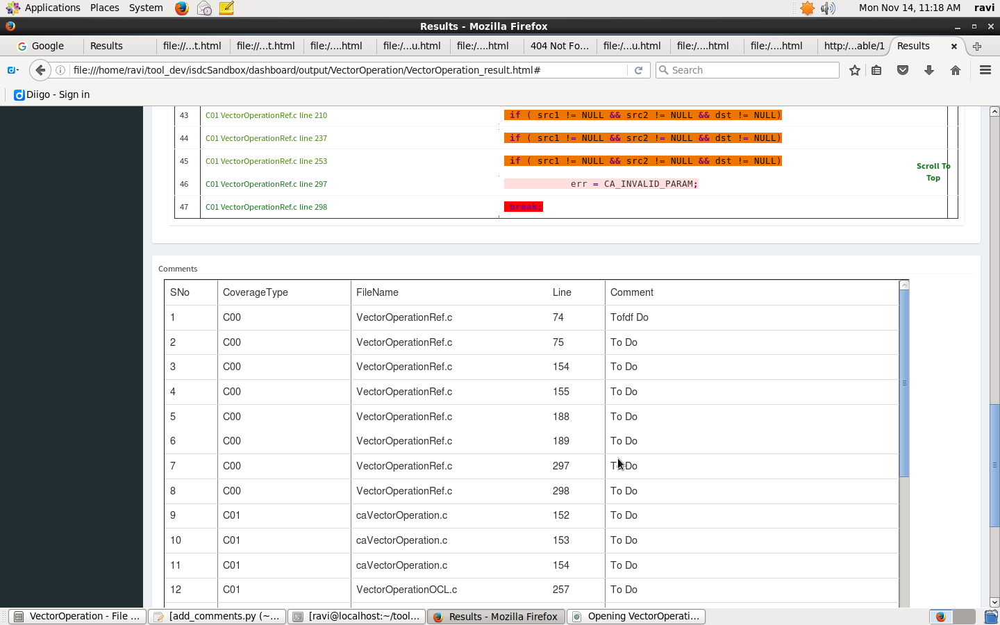 Applications Places System Mon Nov 14, 11:18 AM ravi
Results - Mozilla Firefox
Google Results file://...t.html file://...t.html file:/....html file:/...u.html file:/....html 404 Not Fo... file:/...u.html file:/....html file:/....html http:/...able/1 Results
file:///home/ravi/tool_dev/isdcSandbox/dashboard/output/VectorOperation/VectorOperation_result.html# Search
Diigo - Sign in
43 C01 VectorOperationRef.c line 210 if ( src1 != NULL && src2 != NULL && dst != NULL)
44 C01 VectorOperationRef.c line 237 if ( src1 != NULL && src2 != NULL && dst != NULL)
45 C01 VectorOperationRef.c line 253 if ( src1 != NULL && src2 != NULL && dst != NULL)
Scroll To
Top
46 C01 VectorOperationRef.c line 297 err = CA_INVALID_PARAM;
47 C01 VectorOperationRef.c line 298 break;
Comments
SNo CoverageType FileName Line Comment
1 C00 VectorOperationRef.c 74 Tofdf Do
2 C00 VectorOperationRef.c 75 To Do
3 C00 VectorOperationRef.c 154 To Do
4 C00 VectorOperationRef.c 155 To Do
5 C00 VectorOperationRef.c 188 To Do
6 C00 VectorOperationRef.c 189 To Do
7 C00 VectorOperationRef.c 297 To Do
8 C00 VectorOperationRef.c 298 To Do
9 C01 caVectorOperation.c 152 To Do
10 C01 caVectorOperation.c 153 To Do
11 C01 caVectorOperation.c 154 To Do
12 C01 VectorOperationOCL.c 257 To Do
VectorOperation - File ... [add_comments.py (~... [ravi@localhost:~/tool... Results - Mozilla Firefox Opening VectorOperati...